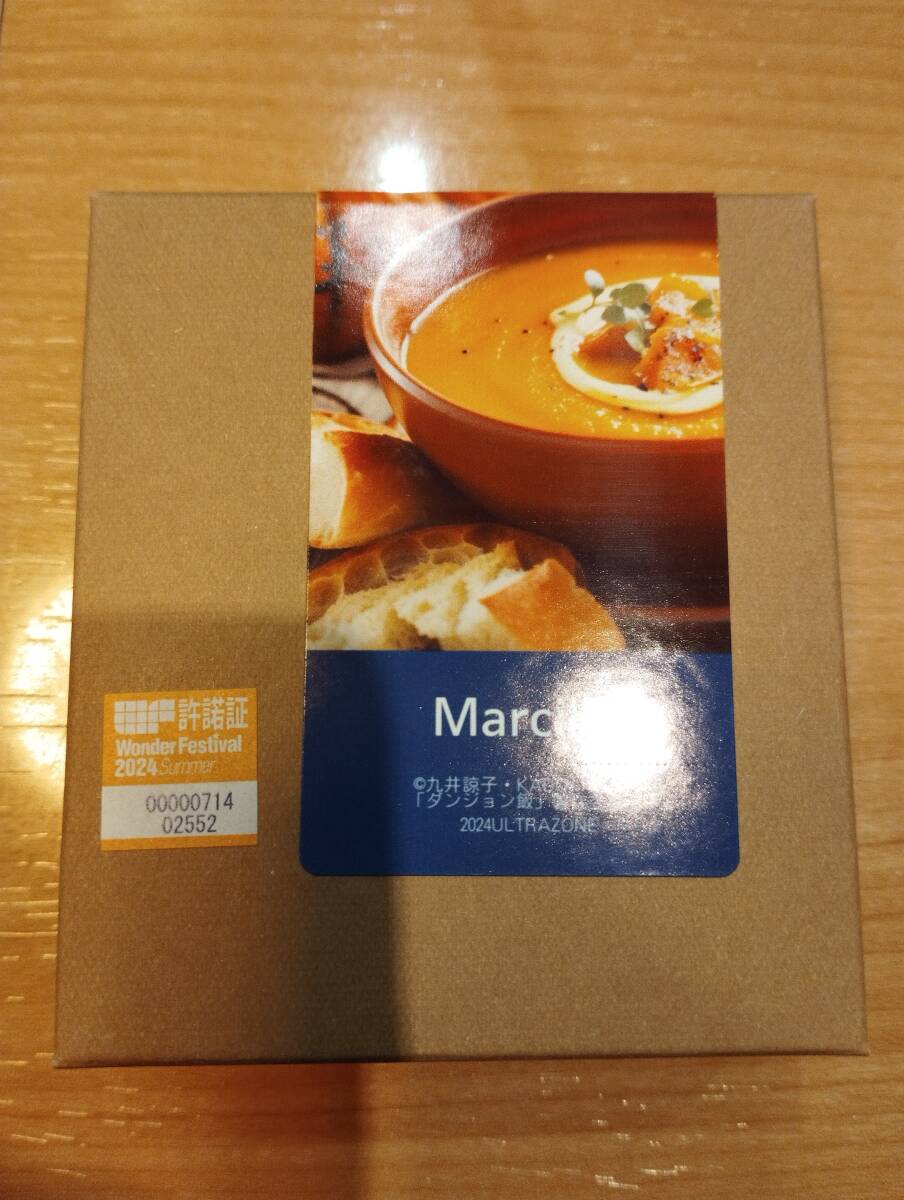 Marc
©九井諒子・KA
「ダンジョン飯」
2024ULTRAZONE
WF 許諾証
Wonder Festival
2024 Summer
00000714
02552